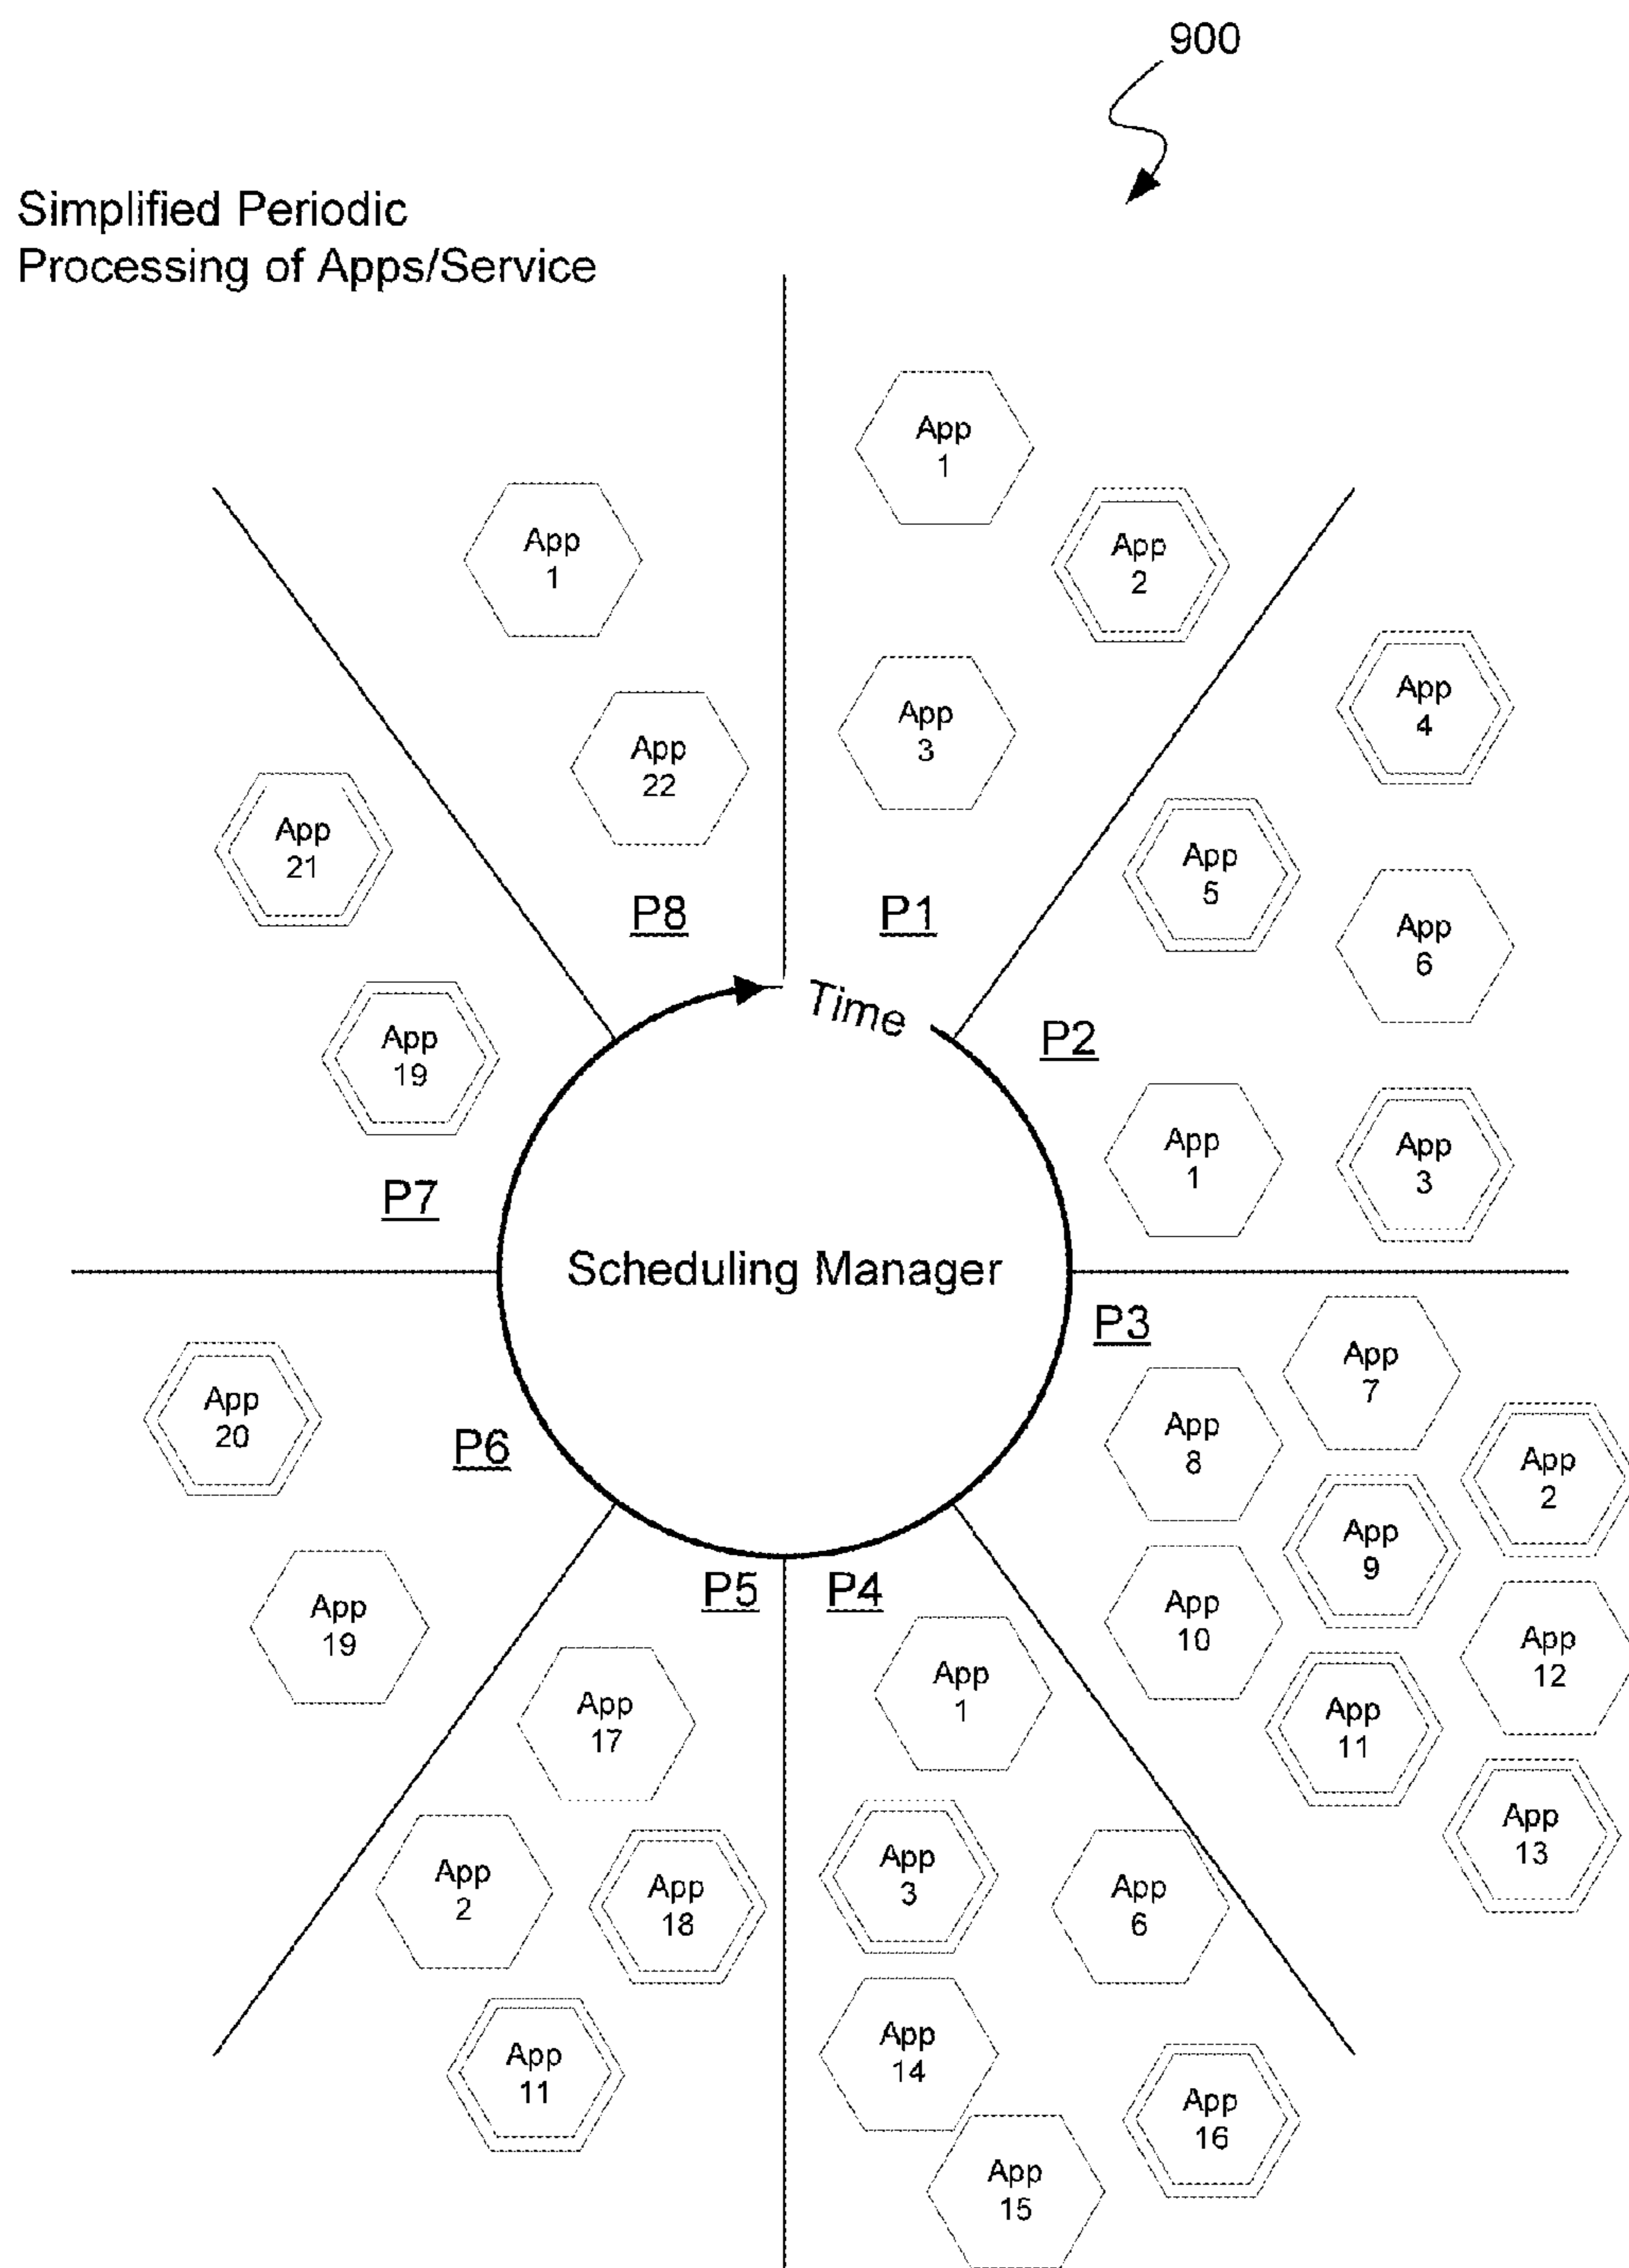 900
Simplified Periodic
Processing of Apps/Service
App
1
App
2
App
3
P1
App
4
App
5
App
6
P2
App
1
App
3
P3
App
7
App
8
App
2
App
9
App
10
App
12
App
11
App
13
P4
App
1
App
3
App
6
App
14
App
16
App
15
P5
App
17
App
2
App
18
App
11
P6
App
20
App
19
P7
App
21
App
19
P8
App
1
App
22
Time
Scheduling Manager